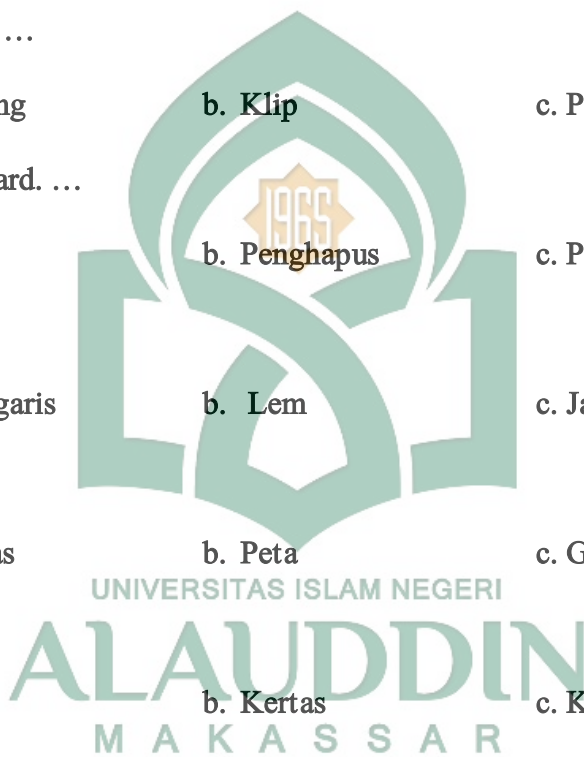 …
ng b. Klip c. P
ard. …
b. Penghapus c. P
garis b. Lem c. Ja
as b. Peta c. G
b. Kertas c. K
1965
UNIVERSITAS ISLAM NEGERI
ALAUDDIN
MAKASSAR